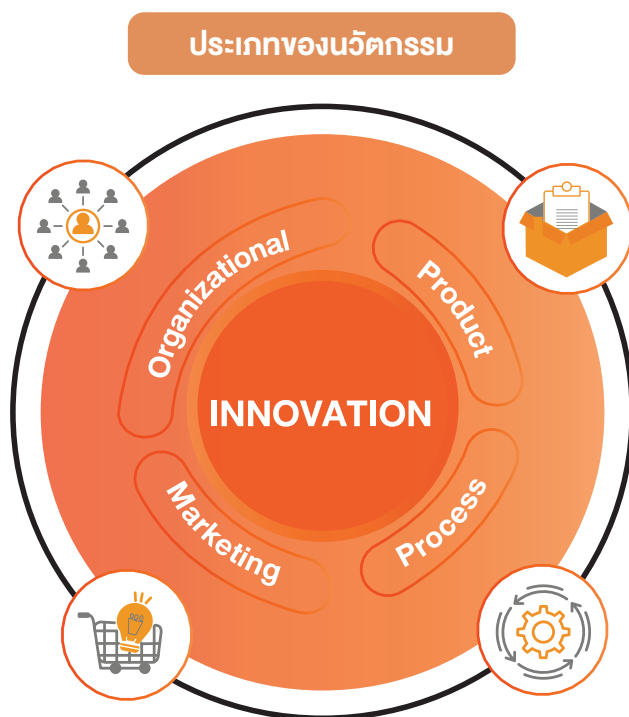 ประเภทของนวัตกรรม
Organizational
Product
INNOVATION
Marketing
Process